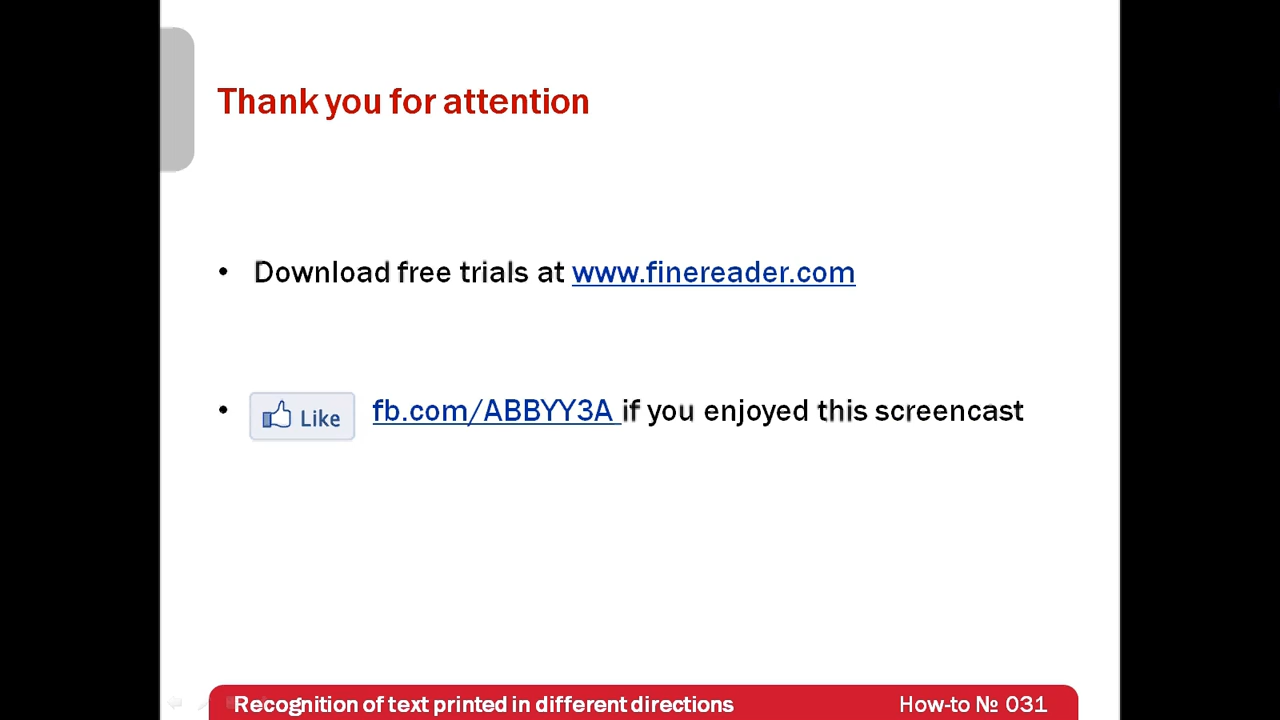 Thank you for attention
• Download free trials at www.finereader.com
• Like fb.com/ABBYY3A if you enjoyed this screencast
Recognition of text printed in different directions How-to № 031